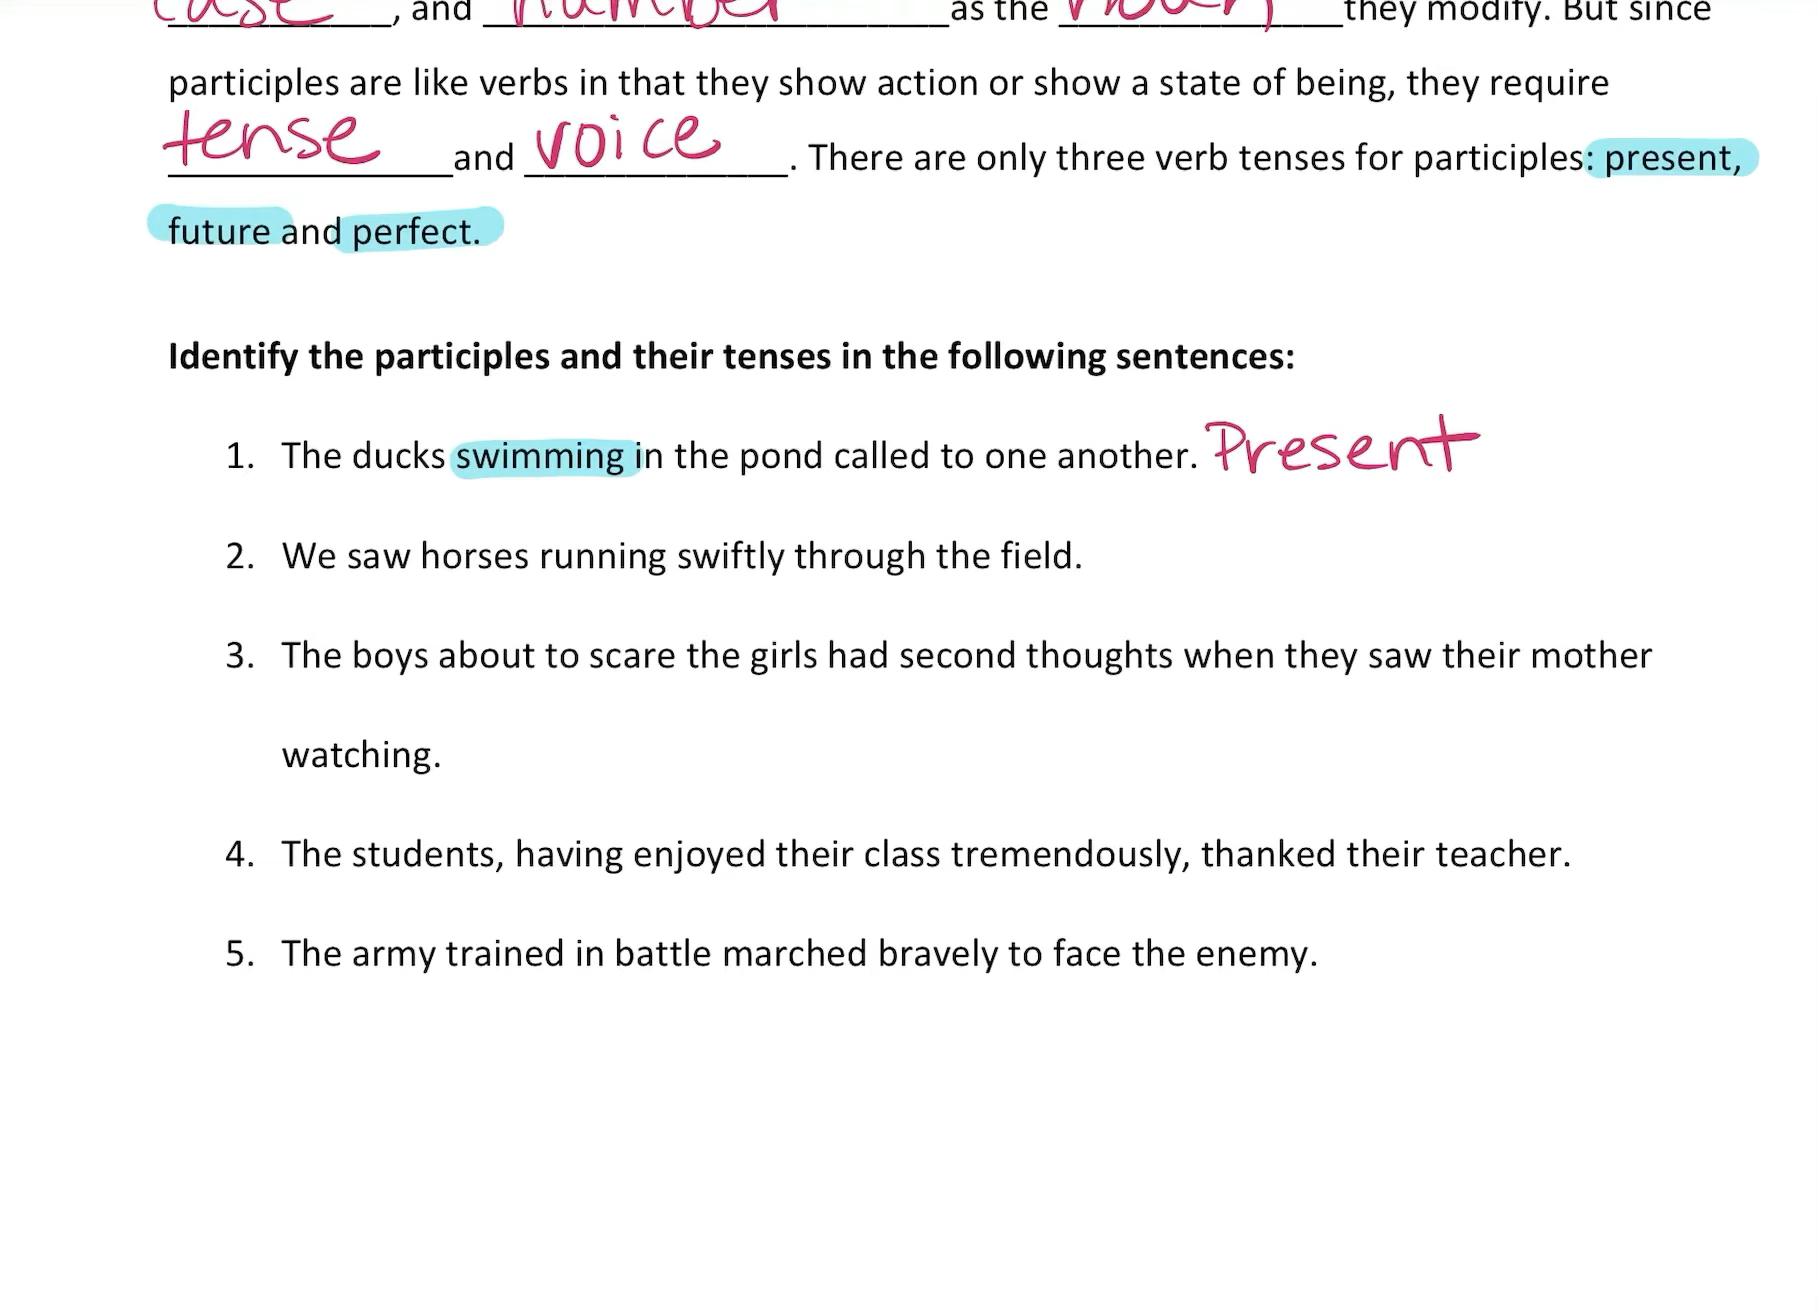 case, and number as the noun they modify. But since
participles are like verbs in that they show action or show a state of being, they require
tense and voice. There are only three verb tenses for participles: present,
future and perfect.
Identify the participles and their tenses in the following sentences:
1. The ducks swimming in the pond called to one another. Present
2. We saw horses running swiftly through the field.
3. The boys about to scare the girls had second thoughts when they saw their mother
watching.
4. The students, having enjoyed their class tremendously, thanked their teacher.
5. The army trained in battle marched bravely to face the enemy.